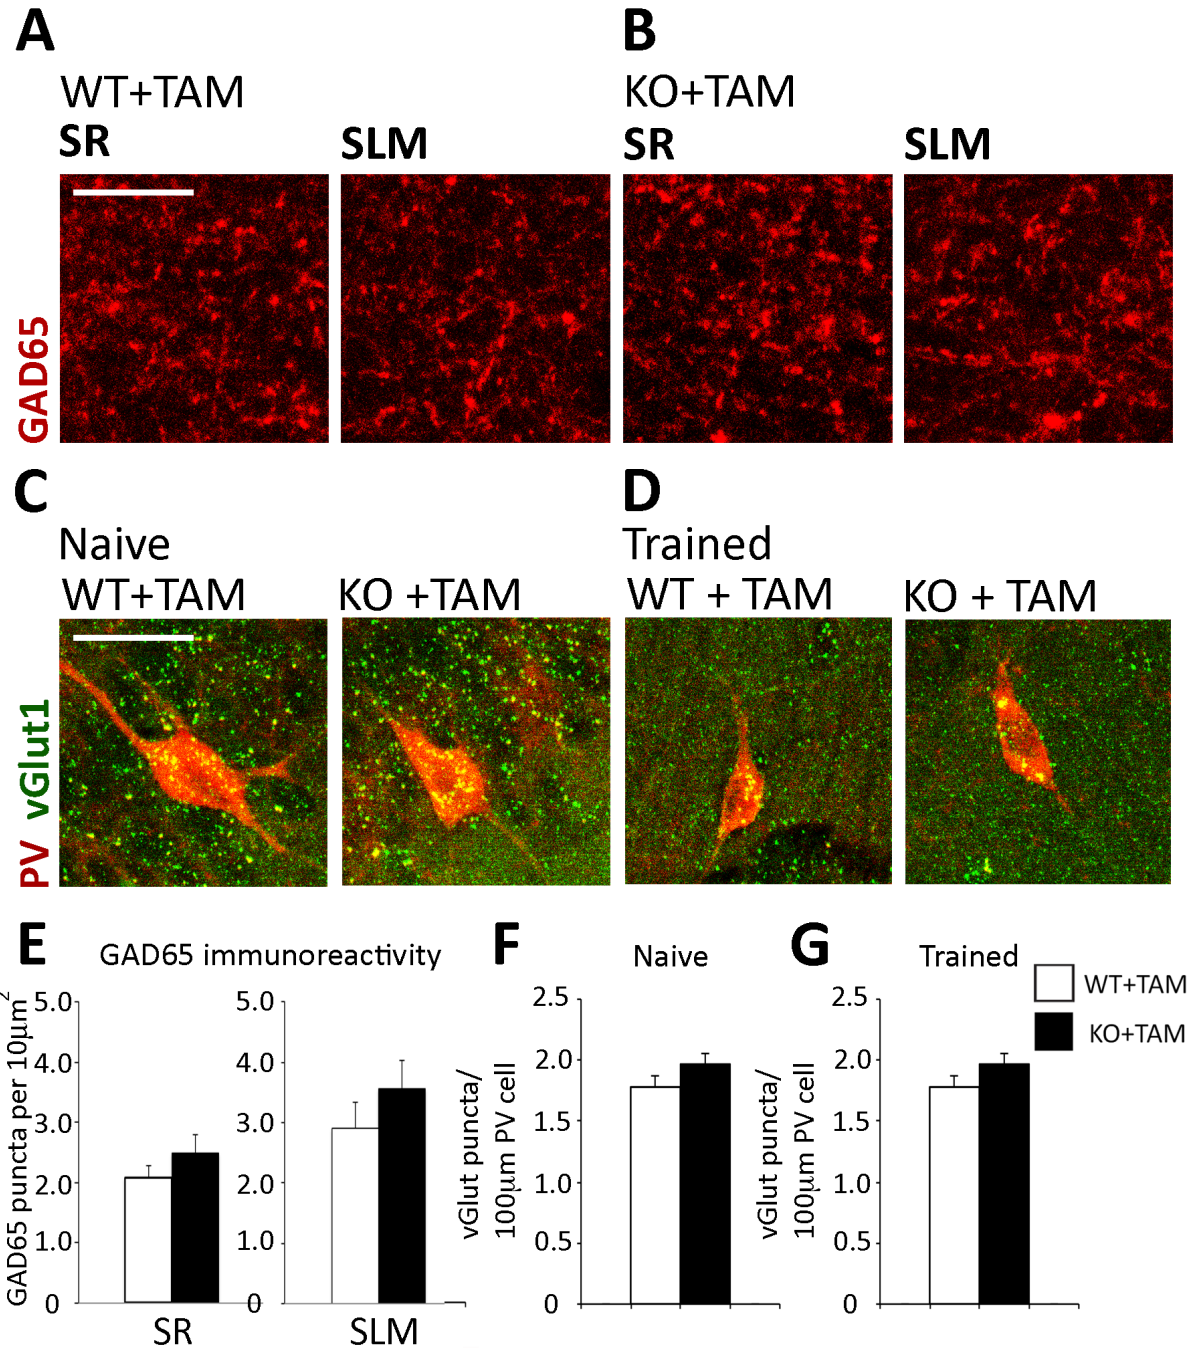 A
B
WT+TAM
KO+TAM
SR
SLM
SR
SLM
GAD65
C
D
Naive
Trained
WT+TAM
KO +TAM
WT + TAM
KO + TAM
PV vGlut1
E
GAD65 immunoreactivity
F
Naive
G
Trained
WT+TAM
KO+TAM
GAD65 puncta per 10µm²
5.0
4.0
3.0
2.0
1.0
0
SR
5.0
4.0
3.0
2.0
1.0
0
SLM
vGlut puncta/
100µm PV cell
2.5
2.0
1.5
1.0
0.5
0
vGlut puncta/
100µm PV cell
2.5
2.0
1.5
1.0
0.5
0